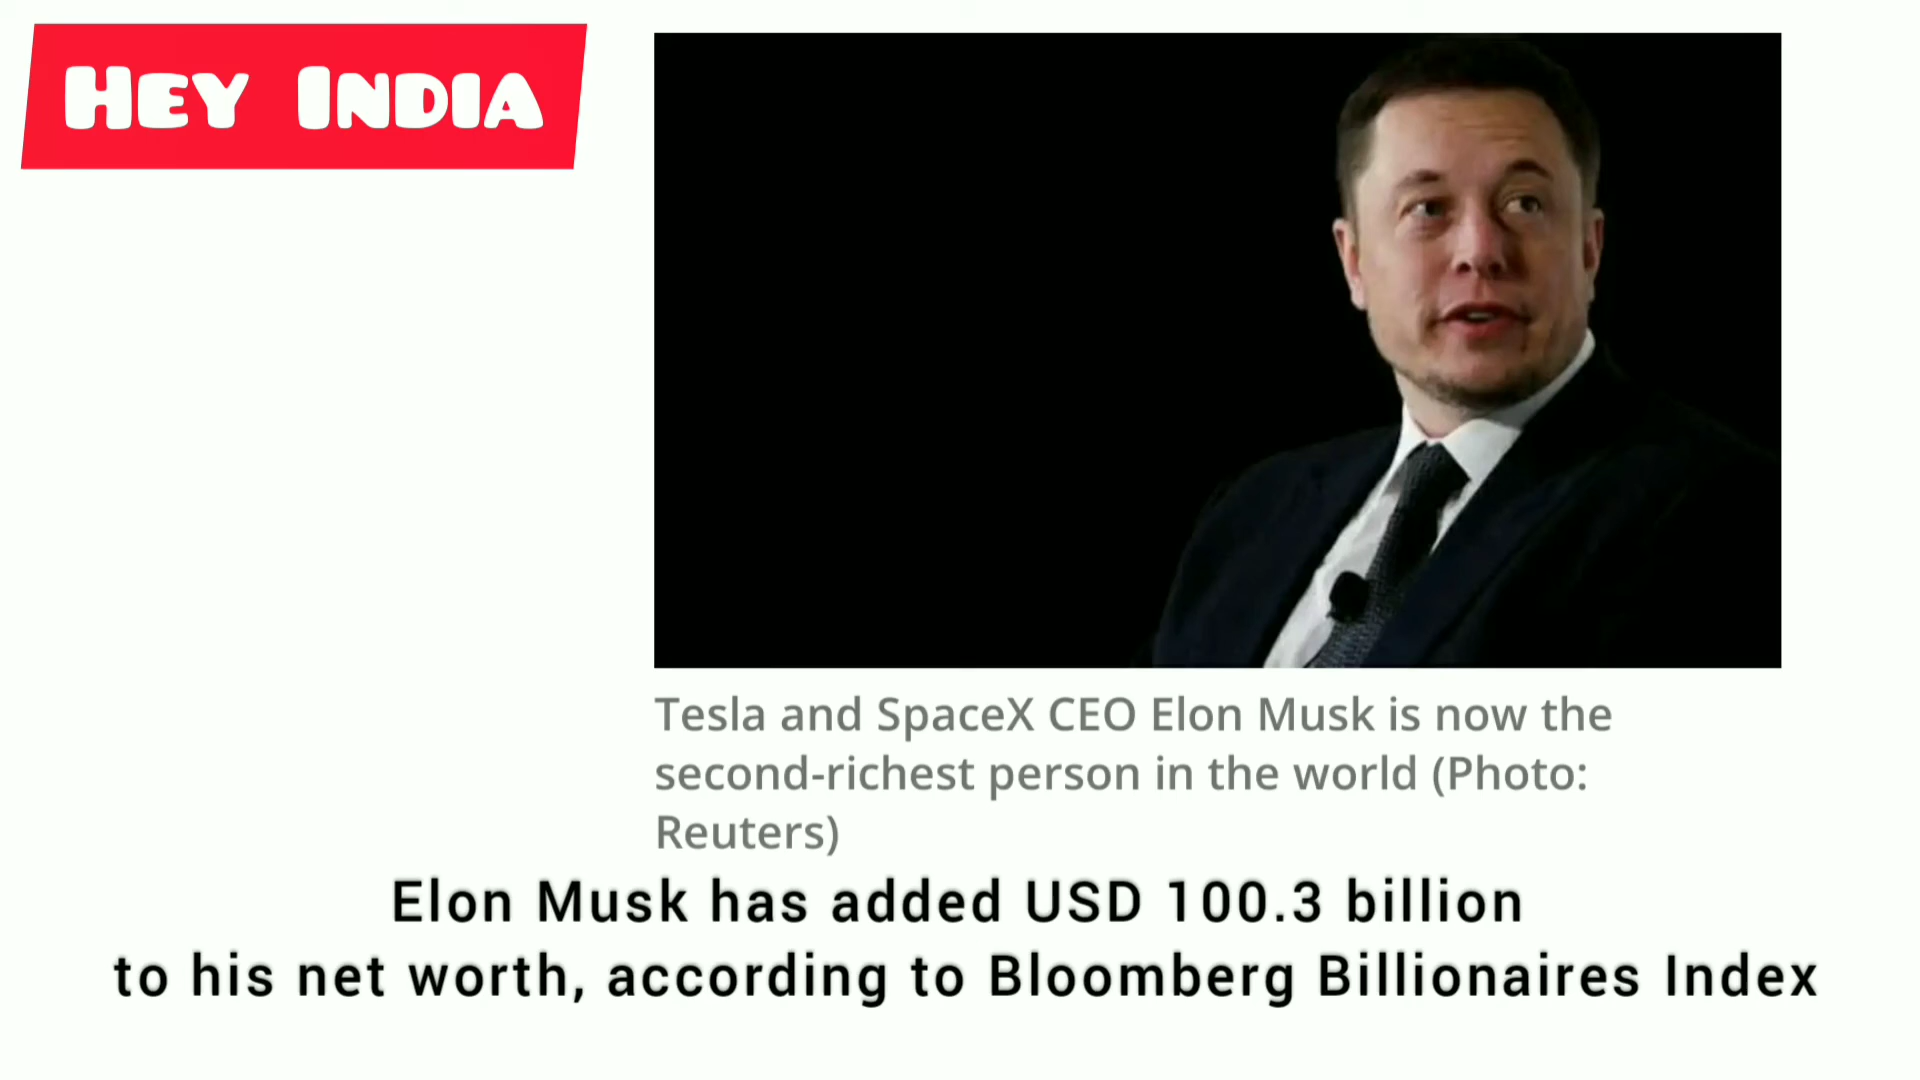 Hey India
Tesla and SpaceX CEO Elon Musk is now the
second-richest person in the world (Photo:
Reuters)
Elon Musk has added USD 100.3 billion
to his net worth, according to Bloomberg Billionaires Index